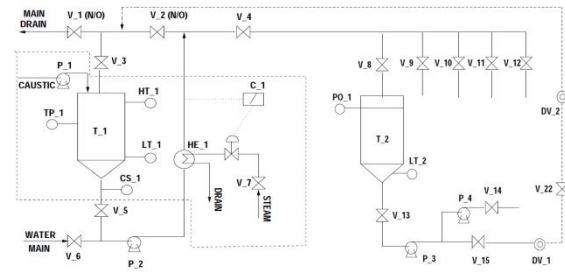 MAIN
DRAIN
V_1 (N/O)
V_2 (N/O)
V_4
V_3
P_1
CAUSTIC
HT_1
C_1
TP_1
T_1
LT_1
HE_1
CS_1
V_5
V_7
DRAIN
STEAM
WATER
MAIN
V_6
P_2
V_8
V_9
V_10
V_11
V_12
PO_1
T_2
LT_2
DV_2
V_13
P_4
V_14
V_22
P_3
V_15
DV_1